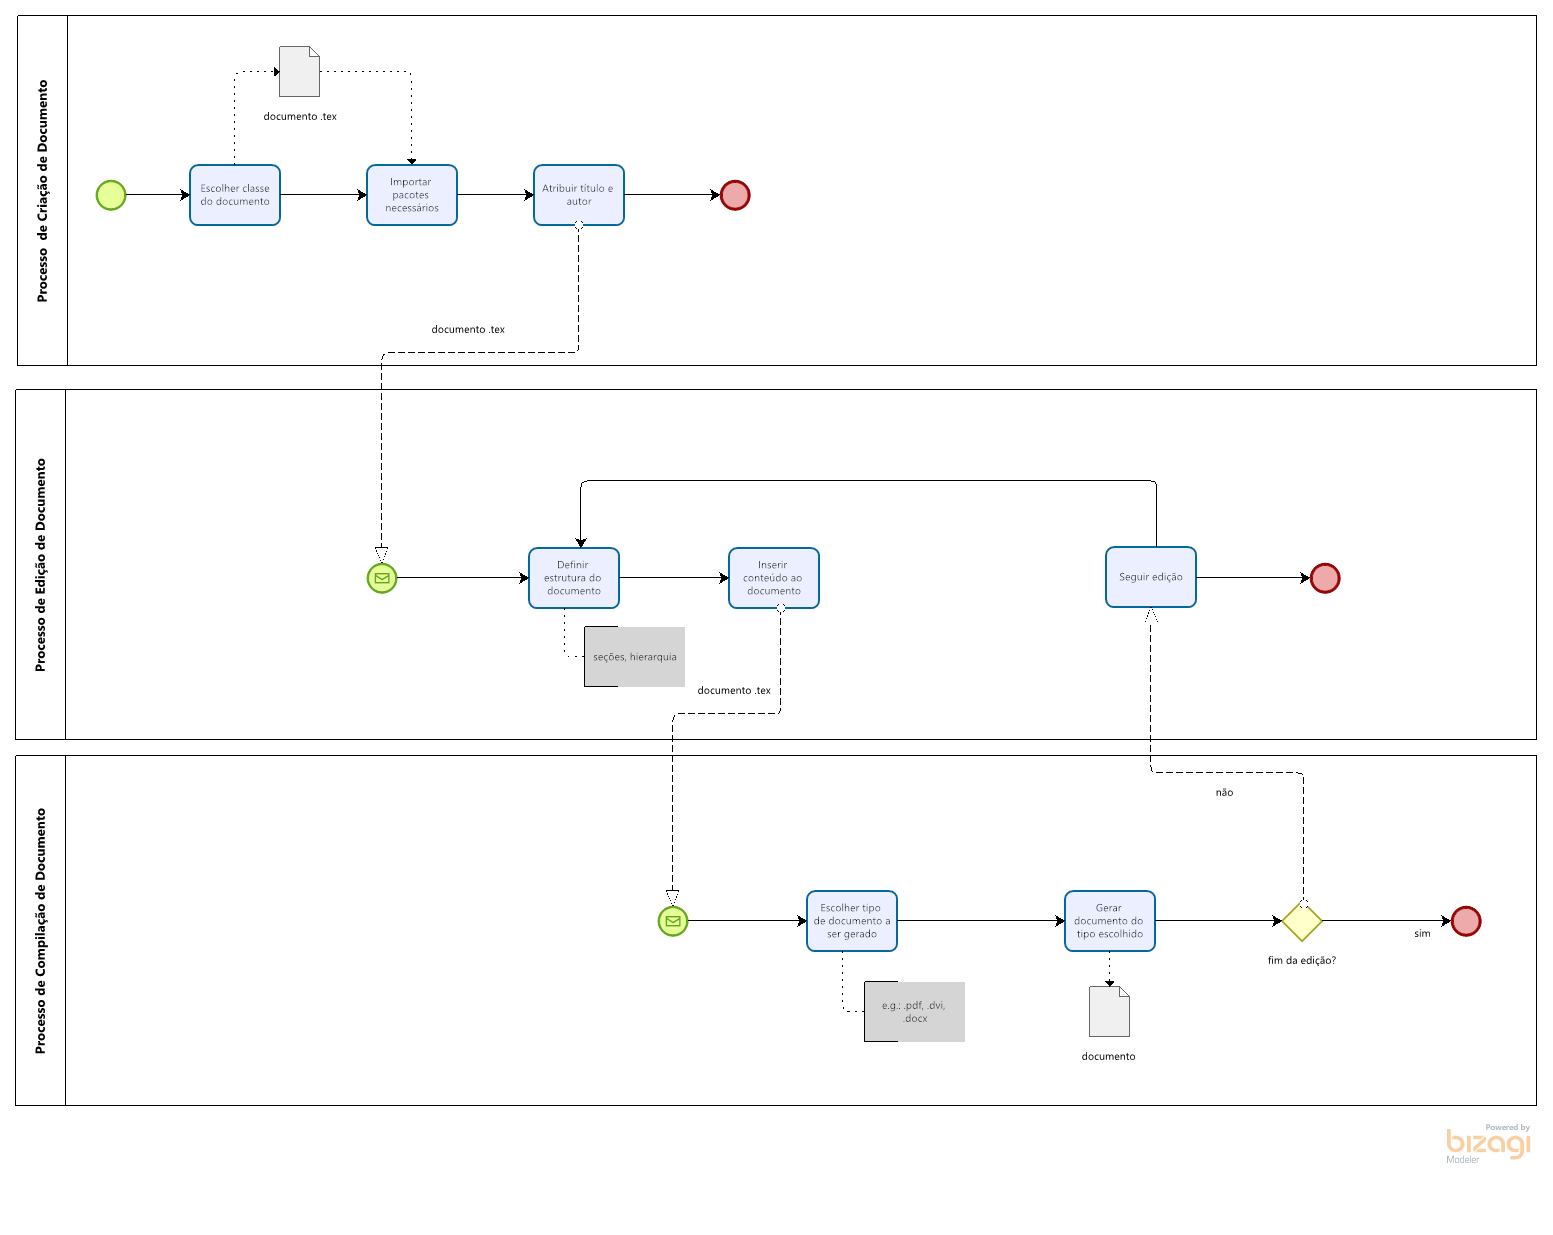 Processo  de Criação de Documento
documento .tex
Escolher classe
do documento
Importar
pacotes
necessários
Atribuir título e
autor
documento .tex
Processo de Edição de Documento
Definir
estrutura do
documento
Inserir
conteúdo ao
documento
Seguir edição
seções, hierarquia
documento .tex
Processo de Compilação de Documento
não
Escolher tipo
de documento a
ser gerado
Gerar
documento do
tipo escolhido
sim
fim da edição?
e.g.: .pdf, .dvi,
.docx
documento
Powered by
bizagi
Modeler